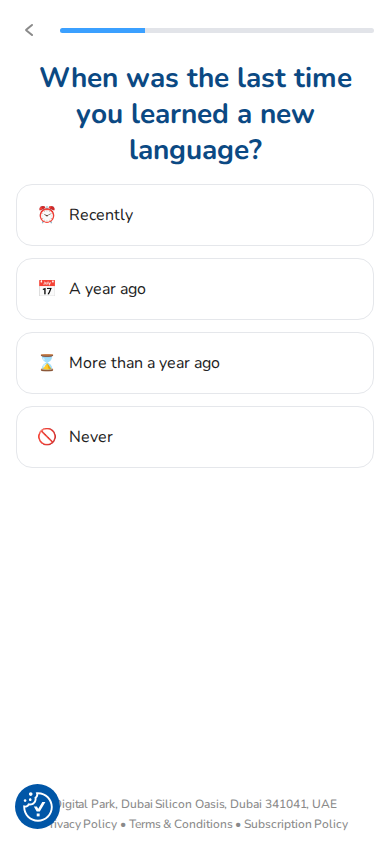 When was the last time
you learned a new
language?
Recently
A year ago
More than a year ago
Never
Digital Park, Dubai Silicon Oasis, Dubai 341041, UAE
Policy • Terms & Conditions • Subscription Policy